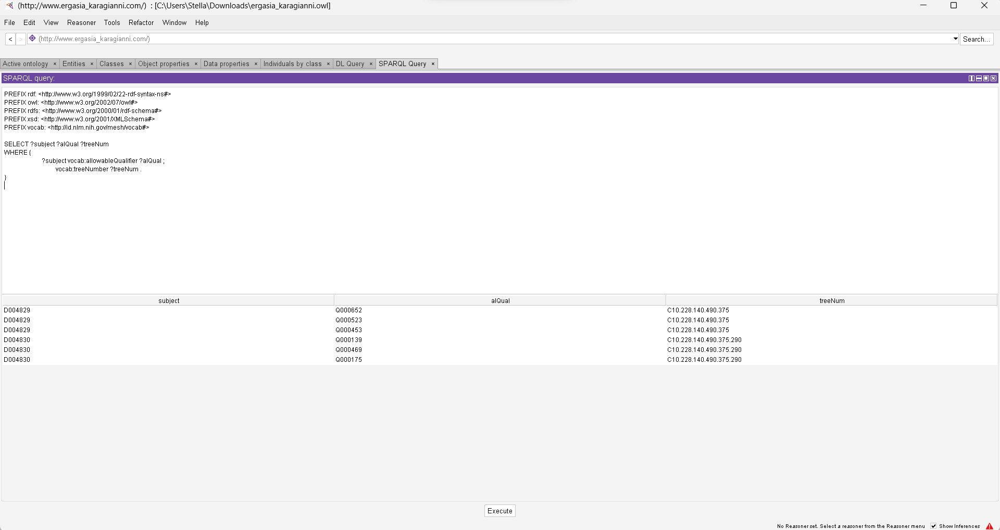 (http://www.ergasia_karagianni.com/)  : [C:\Users\Stella\Downloads\ergasia_karagianni.owl]
File Edit View Reasoner Tools Refactor Window Help
< > (http://www.ergasia_karagianni.com/) Search...
Active ontology × Entities × Classes × Object properties × Data properties × Individuals by class × DL Query × SPARQL Query ×
SPARQL query:
PREFIX rdf: <http://www.w3.org/1999/02/22-rdf-syntax-ns#>
PREFIX owl: <http://www.w3.org/2002/07/owl#>
PREFIX rdfs: <http://www.w3.org/2000/01/rdf-schema#>
PREFIX xsd: <http://www.w3.org/2001/XMLSchema#>
PREFIX vocab: <http://id.nlm.nih.gov/mesh/vocab#>
SELECT ?subject ?alQual ?treeNum
WHERE {
?subject vocab:allowableQualifier ?alQual ;
vocab:treeNumber ?treeNum .
}
subject alQual treeNum
D004829 Q000652 C10.228.140.490.375
D004829 Q000523 C10.228.140.490.375
D004829 Q000453 C10.228.140.490.375
D004830 Q000139 C10.228.140.490.375.290
D004830 Q000469 C10.228.140.490.375.290
D004830 Q000175 C10.228.140.490.375.290
Execute
No Reasoner set. Select a reasoner from the Reasoner menu Show Inferences